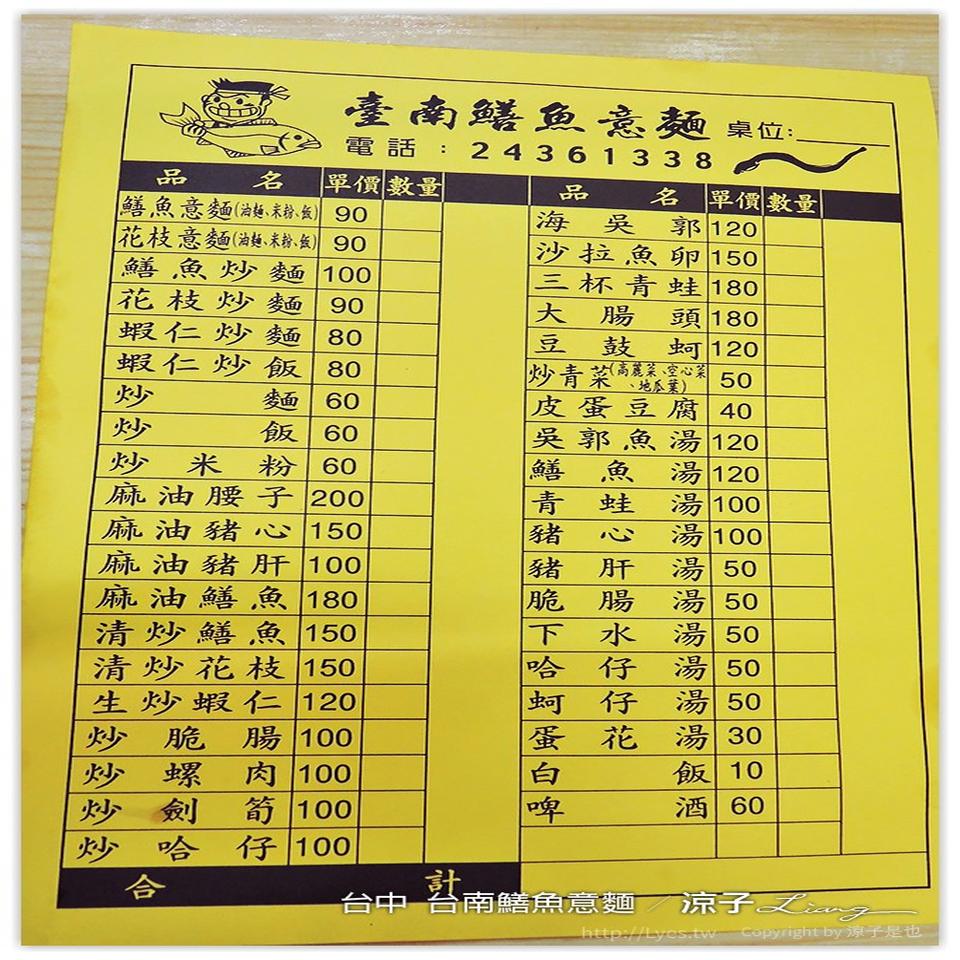 臺南鱔魚意麵
桌位:
電話:24361338
品名 單價 數量
鱔魚意麵(油麵、米粉、飯) 90
花枝意麵(油麵、米粉、飯) 90
鱔魚炒麵 100
花枝炒麵 90
蝦仁炒麵 80
蝦仁炒飯 80
炒麵 60
炒飯 60
炒米粉 60
麻油腰子 200
麻油豬心 150
麻油豬肝 100
麻油鱔魚 180
清炒鱔魚 150
清炒花枝 150
生炒蝦仁 120
炒脆腸 100
炒螺肉 100
炒劍筍 100
炒哈仔 100
品名 單價 數量
海吳郭 120
沙拉魚卵 150
三杯青蛙 180
大腸頭 180
豆鼓蚵 120
炒青菜(高麗菜、空心菜、地瓜葉) 50
皮蛋豆腐 40
吳郭魚湯 120
鱔魚湯 120
青蛙湯 100
豬心湯 100
豬肝湯 50
脆腸湯 50
下水湯 50
哈仔湯 50
蚵仔湯 50
蛋花湯 30
白飯 10
啤酒 60
合計
台中 台南鱔魚意麵 / 涼子 Liang
http://Lyes.tw Copyright by 涼子是也